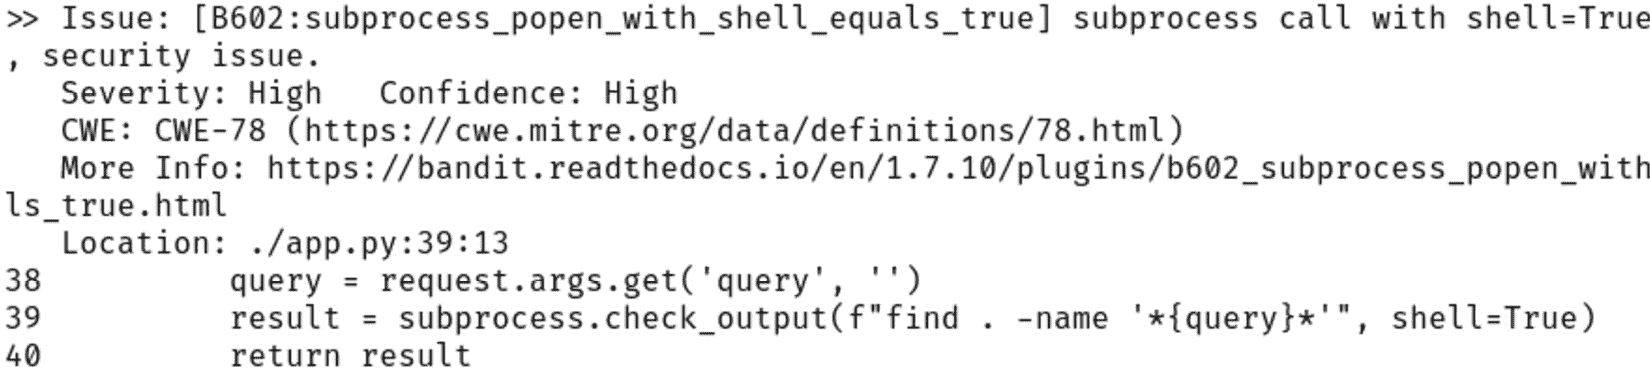 >> Issue: [B602:subprocess_popen_with_shell_equals_true] subprocess call with shell=True
, security issue.
   Severity: High   Confidence: High
   CWE: CWE-78 (https://cwe.mitre.org/data/definitions/78.html)
   More Info: https://bandit.readthedocs.io/en/1.7.10/plugins/b602_subprocess_popen_with
ls_true.html
   Location: ./app.py:39:13
38          query = request.args.get('query', '')
39          result = subprocess.check_output(f"find . -name '*{query}*'", shell=True)
40          return result